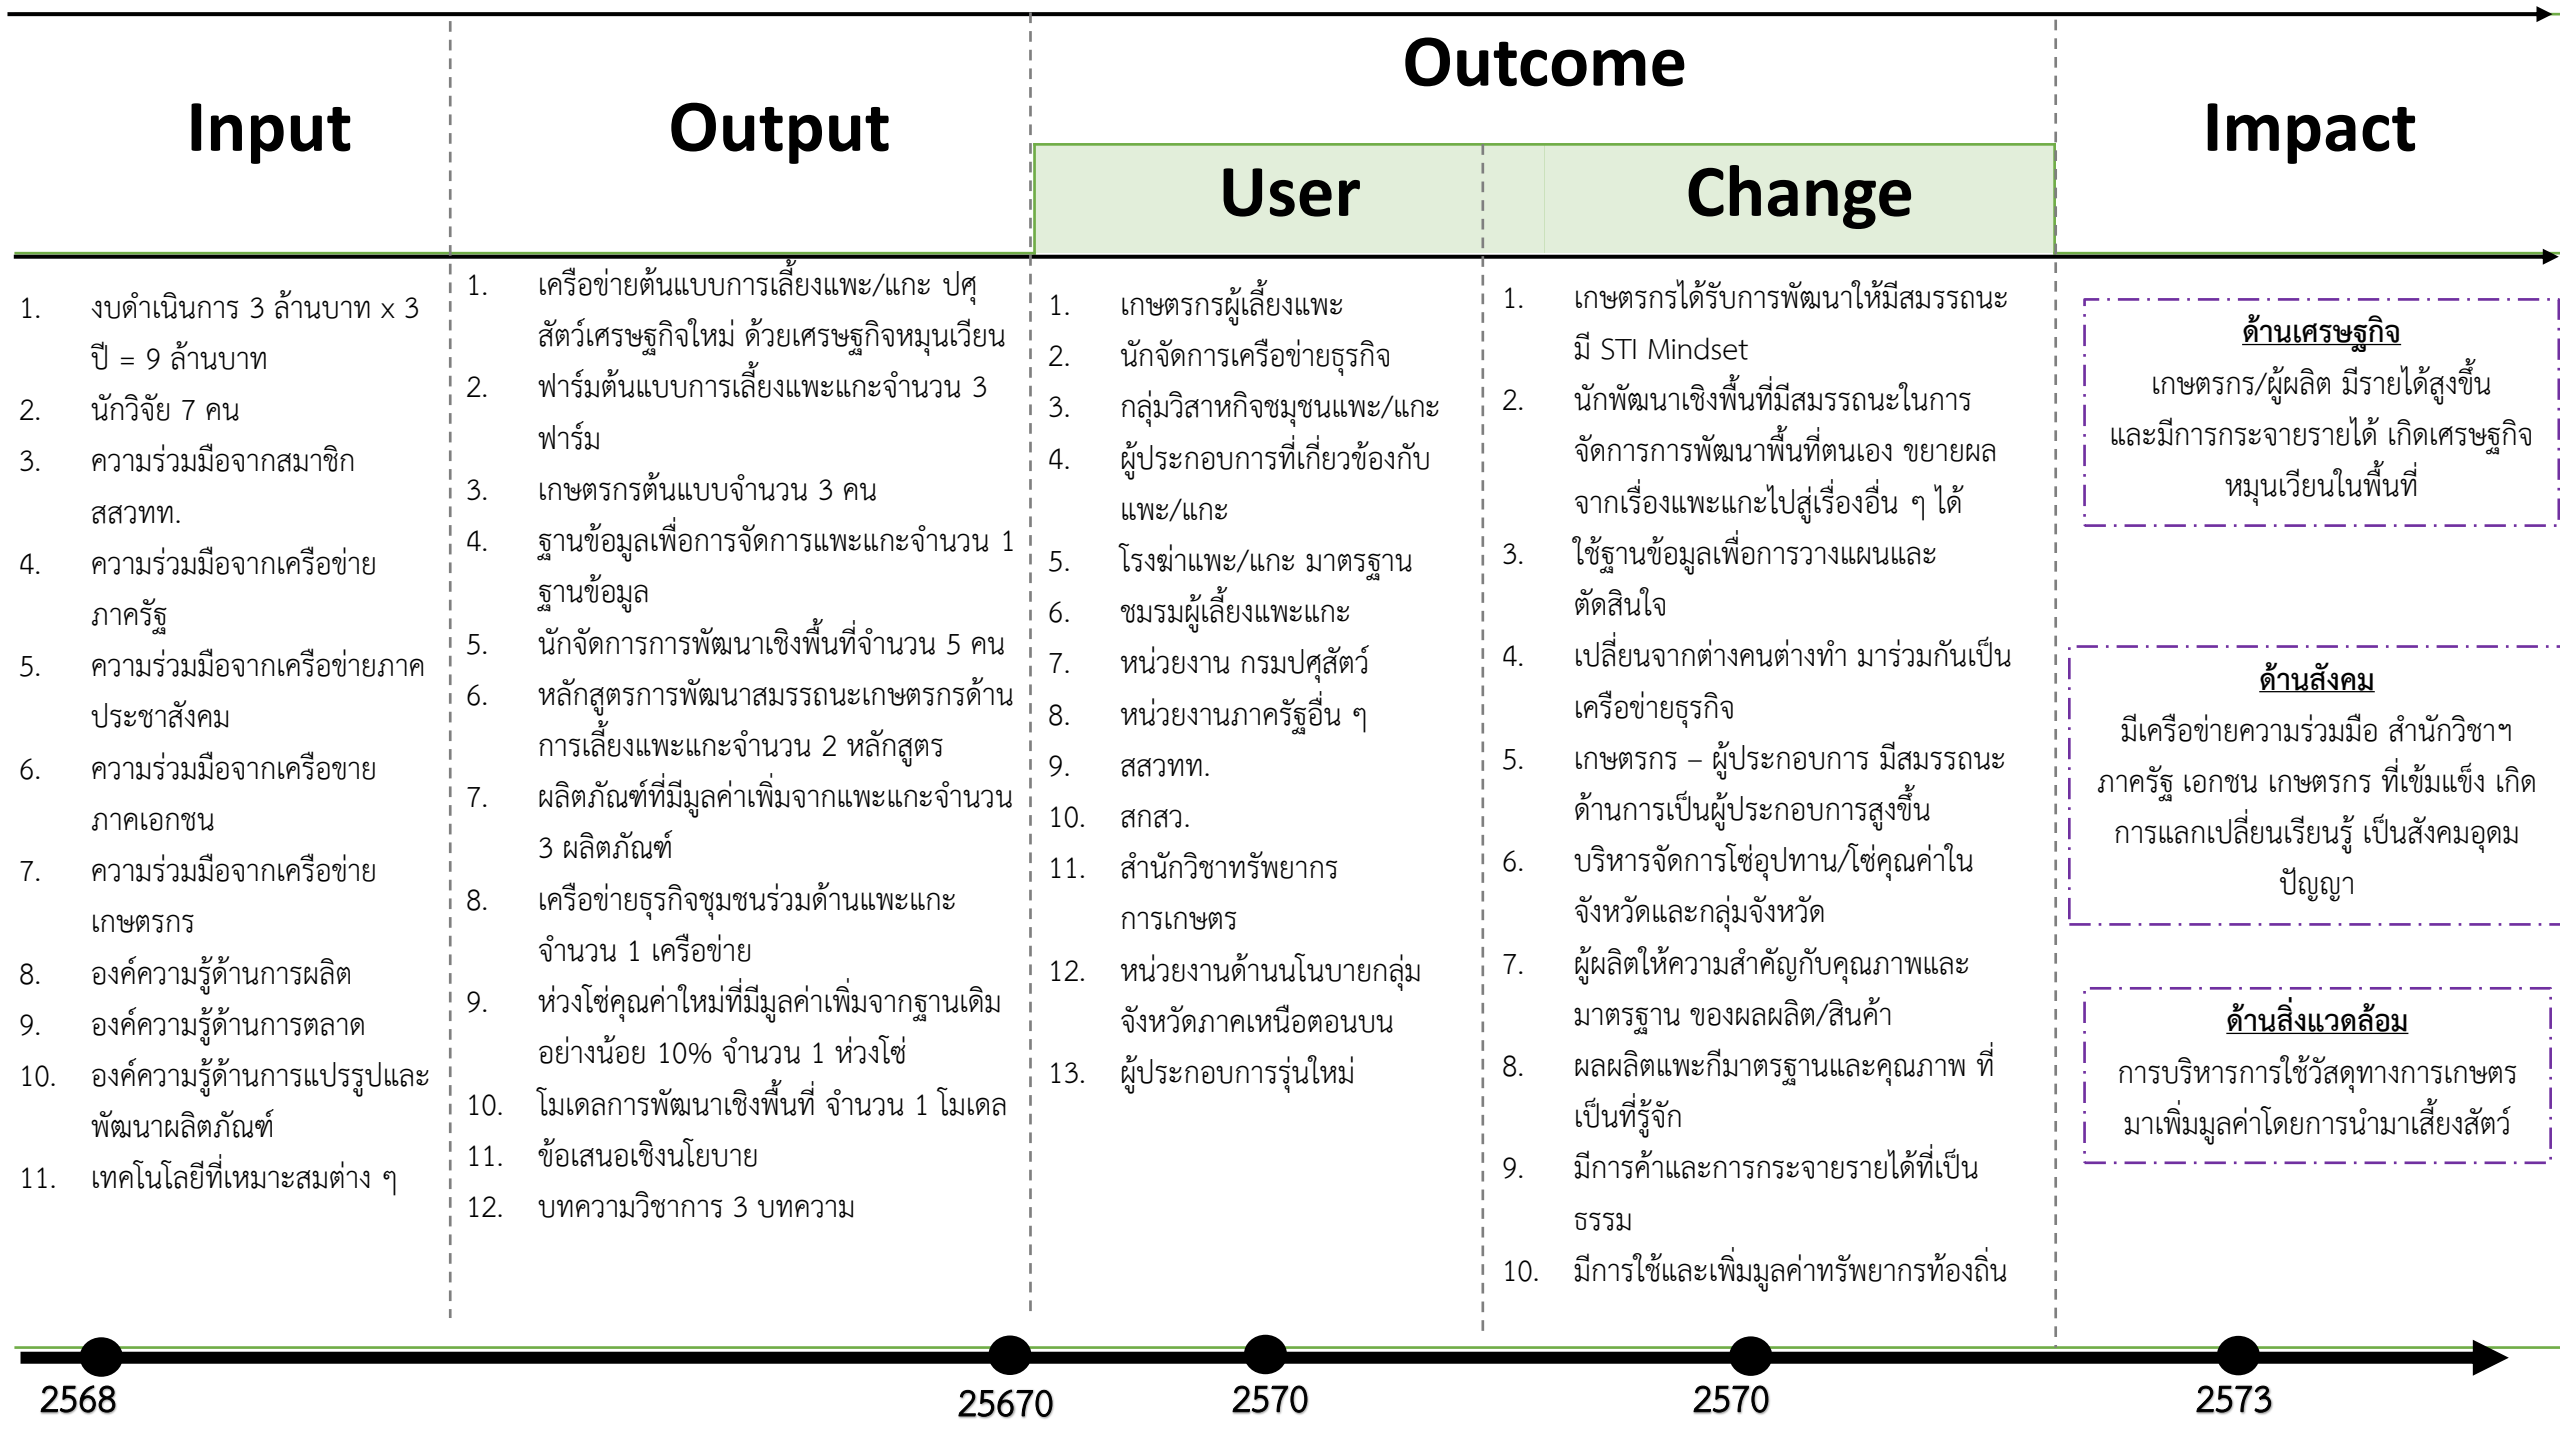 Input
Output
Outcome
User
Change
Impact
1. งบดำเนินการ 3 ล้านบาท x 3
ปี = 9 ล้านบาท
2. นักวิจัย 7 คน
3. ความร่วมมือจากสมาชิก
สสวทท.
4. ความร่วมมือจากเครือข่าย
ภาครัฐ
5. ความร่วมมือจากเครือข่ายภาค
ประชาสังคม
6. ความร่วมมือจากเครือขาย
ภาคเอกชน
7. ความร่วมมือจากเครือข่าย
เกษตรกร
8. องค์ความรู้ด้านการผลิต
9. องค์ความรู้ด้านการตลาด
10. องค์ความรู้ด้านการแปรรูปและ
พัฒนาผลิตภัณฑ์
11. เทคโนโลยีที่เหมาะสมต่าง ๆ
1. เครือข่ายต้นแบบการเลี้ยงแพะ/แกะ ปศุ
สัตว์เศรษฐกิจใหม่ ด้วยเศรษฐกิจหมุนเวียน
2. ฟาร์มต้นแบบการเลี้ยงแพะแกะจำนวน 3
ฟาร์ม
3. เกษตรกรต้นแบบจำนวน 3 คน
4. ฐานข้อมูลเพื่อการจัดการแพะแกะจำนวน 1
ฐานข้อมูล
5. นักจัดการการพัฒนาเชิงพื้นที่จำนวน 5 คน
6. หลักสูตรการพัฒนาสมรรถนะเกษตรกรด้าน
การเลี้ยงแพะแกะจำนวน 2 หลักสูตร
7. ผลิตภัณฑ์ที่มีมูลค่าเพิ่มจากแพะแกะจำนวน
3 ผลิตภัณฑ์
8. เครือข่ายธุรกิจชุมชนร่วมด้านแพะแกะ
จำนวน 1 เครือข่าย
9. ห่วงโซ่คุณค่าใหม่ที่มีมูลค่าเพิ่มจากฐานเดิม
อย่างน้อย 10% จำนวน 1 ห่วงโซ่
10. โมเดลการพัฒนาเชิงพื้นที่ จำนวน 1 โมเดล
11. ข้อเสนอเชิงนโยบาย
12. บทความวิชาการ 3 บทความ
1. เกษตรกรผู้เลี้ยงแพะ
2. นักจัดการเครือข่ายธุรกิจ
3. กลุ่มวิสาหกิจชุมชนแพะ/แกะ
4. ผู้ประกอบการที่เกี่ยวข้องกับ
แพะ/แกะ
5. โรงฆ่าแพะ/แกะ มาตรฐาน
6. ชมรมผู้เลี้ยงแพะแกะ
7. หน่วยงาน กรมปศุสัตว์
8. หน่วยงานภาครัฐอื่น ๆ
9. สสวทท.
10. สกสว.
11. สำนักวิชาทรัพยากร
การเกษตร
12. หน่วยงานด้านนโนบายกลุ่ม
จังหวัดภาคเหนือตอนบน
13. ผู้ประกอบการรุ่นใหม่
1. เกษตรกรได้รับการพัฒนาให้มีสมรรถนะ
มี STI Mindset
2. นักพัฒนาเชิงพื้นที่มีสมรรถนะในการ
จัดการการพัฒนาพื้นที่ตนเอง ขยายผล
จากเรื่องแพะแกะไปสู่เรื่องอื่น ๆ ได้
3. ใช้ฐานข้อมูลเพื่อการวางแผนและ
ตัดสินใจ
4. เปลี่ยนจากต่างคนต่างทำ มาร่วมกันเป็น
เครือข่ายธุรกิจ
5. เกษตรกร – ผู้ประกอบการ มีสมรรถนะ
ด้านการเป็นผู้ประกอบการสูงขึ้น
6. บริหารจัดการโซ่อุปทาน/โซ่คุณค่าใน
จังหวัดและกลุ่มจังหวัด
7. ผู้ผลิตให้ความสำคัญกับคุณภาพและ
มาตรฐาน ของผลผลิต/สินค้า
8. ผลผลิตแพะกีมาตรฐานและคุณภาพ ที่
เป็นที่รู้จัก
9. มีการค้าและการกระจายรายได้ที่เป็น
ธรรม
10. มีการใช้และเพิ่มมูลค่าทรัพยากรท้องถิ่น
ด้านเศรษฐกิจ
เกษตรกร/ผู้ผลิต มีรายได้สูงขึ้น
และมีการกระจายรายได้ เกิดเศรษฐกิจ
หมุนเวียนในพื้นที่
ด้านสังคม
มีเครือข่ายความร่วมมือ สำนักวิชาฯ
ภาครัฐ เอกชน เกษตรกร ที่เข้มแข็ง เกิด
การแลกเปลี่ยนเรียนรู้ เป็นสังคมอุดม
ปัญญา
ด้านสิ่งแวดล้อม
การบริหารการใช้วัสดุทางการเกษตร
มาเพิ่มมูลค่าโดยการนำมาเสี้ยงสัตว์
2568
25670
2570
2570
2573